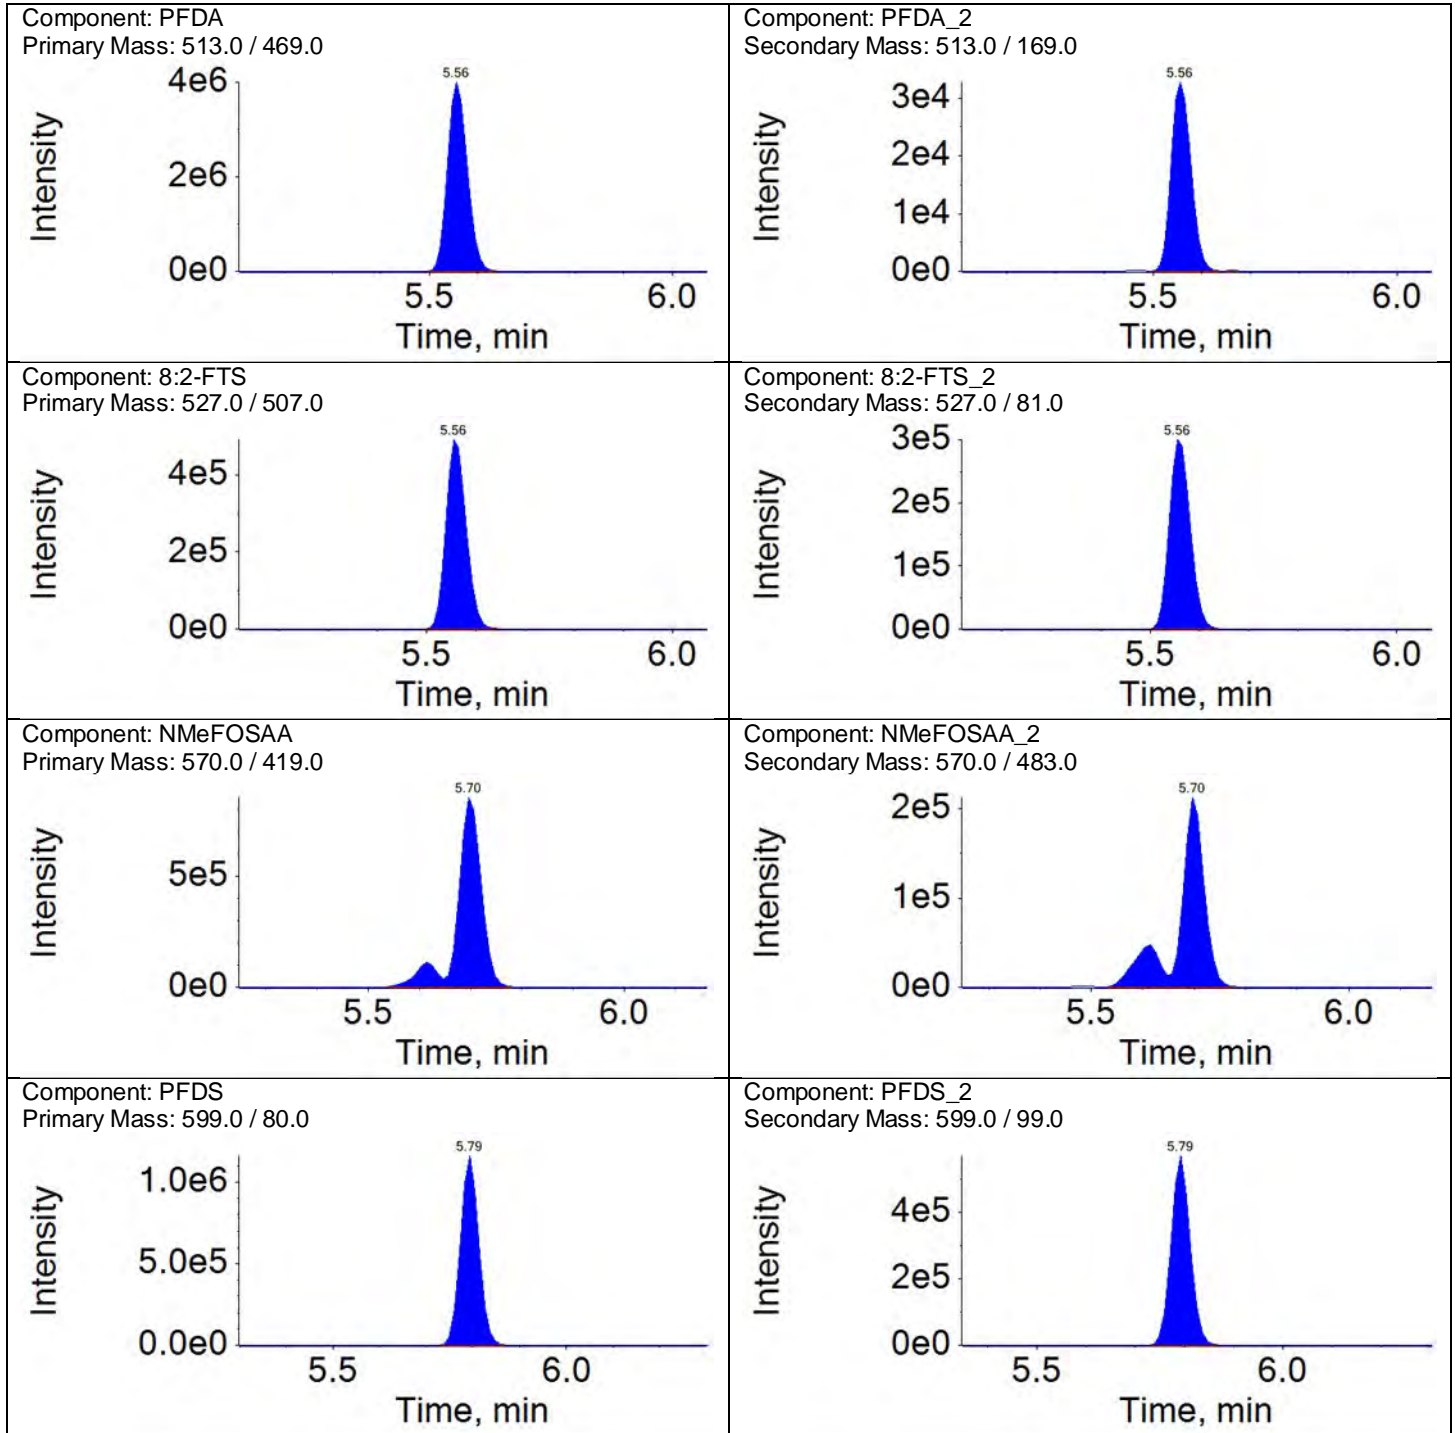 Component: PFDA
Primary Mass: 513.0 / 469.0
5.56
4e6
2e6
0e0
Intensity
5.5
6.0
Time, min
Component: PFDA_2
Secondary Mass: 513.0 / 169.0
5.56
3e4
2e4
1e4
0e0
Intensity
5.5
6.0
Time, min
Component: 8:2-FTS
Primary Mass: 527.0 / 507.0
5.56
4e5
2e5
0e0
Intensity
5.5
6.0
Time, min
Component: 8:2-FTS_2
Secondary Mass: 527.0 / 81.0
5.56
3e5
2e5
1e5
0e0
Intensity
5.5
6.0
Time, min
Component: NMeFOSAA
Primary Mass: 570.0 / 419.0
5.70
5e5
0e0
Intensity
5.5
6.0
Time, min
Component: NMeFOSAA_2
Secondary Mass: 570.0 / 483.0
5.70
2e5
1e5
0e0
Intensity
5.5
6.0
Time, min
Component: PFDS
Primary Mass: 599.0 / 80.0
5.79
1.0e6
5.0e5
0.0e0
Intensity
5.5
6.0
Time, min
Component: PFDS_2
Secondary Mass: 599.0 / 99.0
5.79
4e5
2e5
0e0
Intensity
5.5
6.0
Time, min